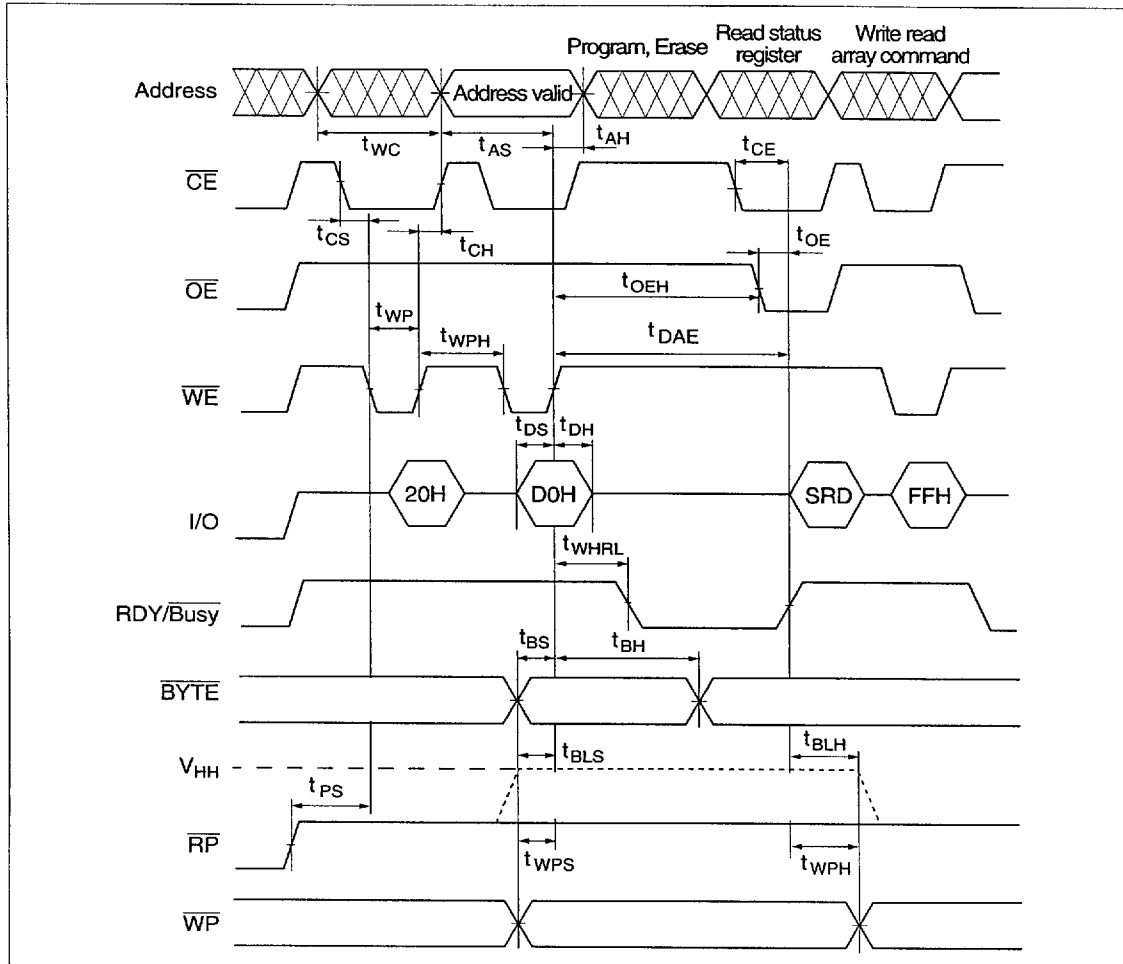 Program, Erase
Read status register
Write read array command
Address
Address valid
tWC
tAS
tAH
tCE
CE
tCS
tCH
tOE
OE
tOEH
tWP
tWPH
tDAE
WE
tDS
tDH
20H
D0H
SRD
FFH
I/O
tWHRL
RDY/Busy
tBS
tBH
BYTE
tBLS
tBLH
VHH
tPS
RP
tWPS
tWPH
WP